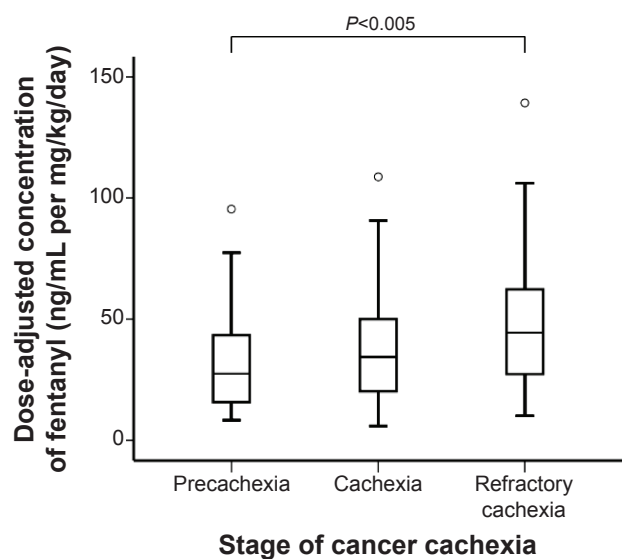 P<0.005
Dose-adjusted concentration
of fentanyl (ng/mL per mg/kg/day)
150
100
50
0
Precachexia
Cachexia
Refractory
cachexia
Stage of cancer cachexia